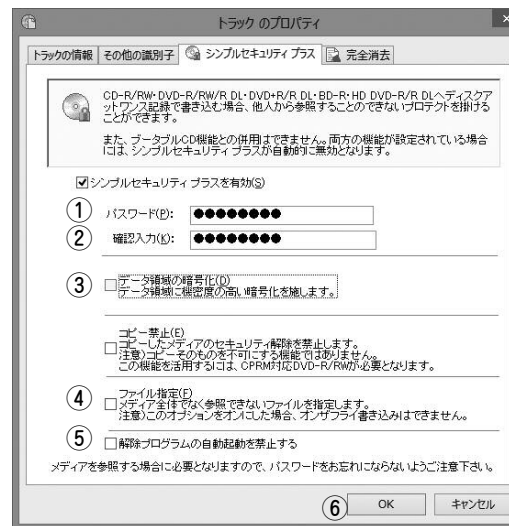 トラック のプロパティ
トラックの情報 その他の識別子 シンプルセキュリティ プラス 完全消去
CD-R/RW･DVD-R/RW/R DL･DVD+R/R DL･BD-R･HD DVD-R/R DLへディスクア
ットワンス記録で書き込む場合、他人から参照することのできないプロテクトを掛ける
ことができます。
また、ブータブルCD機能との併用はできません。両方の機能が設定されている場合
には、シンプルセキュリティ プラスが自動的に無効となります。
シンプルセキュリティ プラスを有効(S)
① パスワード(P): ●●●●●●●●
② 確認入力(K): ●●●●●●●●
③ データ領域の暗号化(D)
データ領域に機密度の高い暗号化を施します。
コピー禁止(E)
コピーしたメディアのセキュリティ解除を禁止します。
注意)コピーそのものを不可にする機能ではありません。
この機能を活用するには、CPRM対応DVD-R/RWが必要となります。
④ ファイル指定(F)
メディア全体でなく参照できないファイルを指定します。
注意)このオプションをオンにした場合、オンザフライ書き込みはできません。
⑤ 解除プログラムの自動起動を禁止する
メディアを参照する場合に必要となりますので、パスワードをお忘れにならないようご注意下さい。
⑥ OK キャンセル